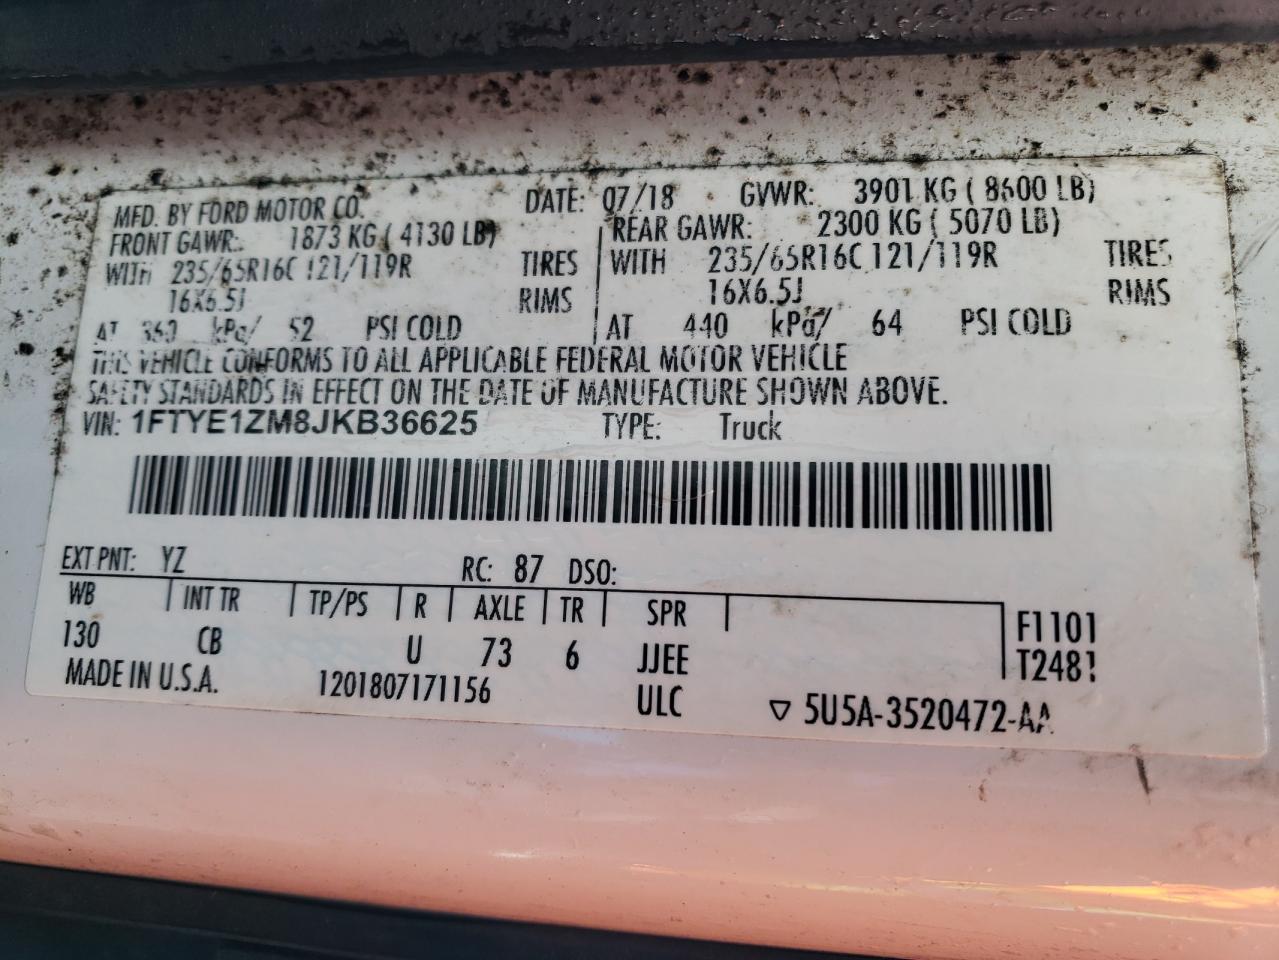 MFD. BY FORD MOTOR CO. DATE: 07/18 GVWR: 3901 KG ( 8600 LB)
FRONT GAWR: 1873 KG ( 4130 LB) REAR GAWR: 2300 KG ( 5070 LB)
WITH 235/65R16C 121/119R TIRES WITH 235/65R16C 121/119R TIRES
16X6.5J RIMS 16X6.5J RIMS
AT 360 kPa/ 52 PSI COLD AT 440 kPa/ 64 PSI COLD
THIS VEHICLE CONFORMS TO ALL APPLICABLE FEDERAL MOTOR VEHICLE
SAFETY STANDARDS IN EFFECT ON THE DATE OF MANUFACTURE SHOWN ABOVE.
VIN: 1FTYE1ZM8JKB36625 TYPE: Truck
EXT PNT: YZ RC: 87 DSO:
WB INT TR TP/PS R AXLE TR SPR F1101
130 CB U 73 6 JJEE T2481
MADE IN U.S.A. 1201807171156 ULC ▽ 5U5A-3520472-AA